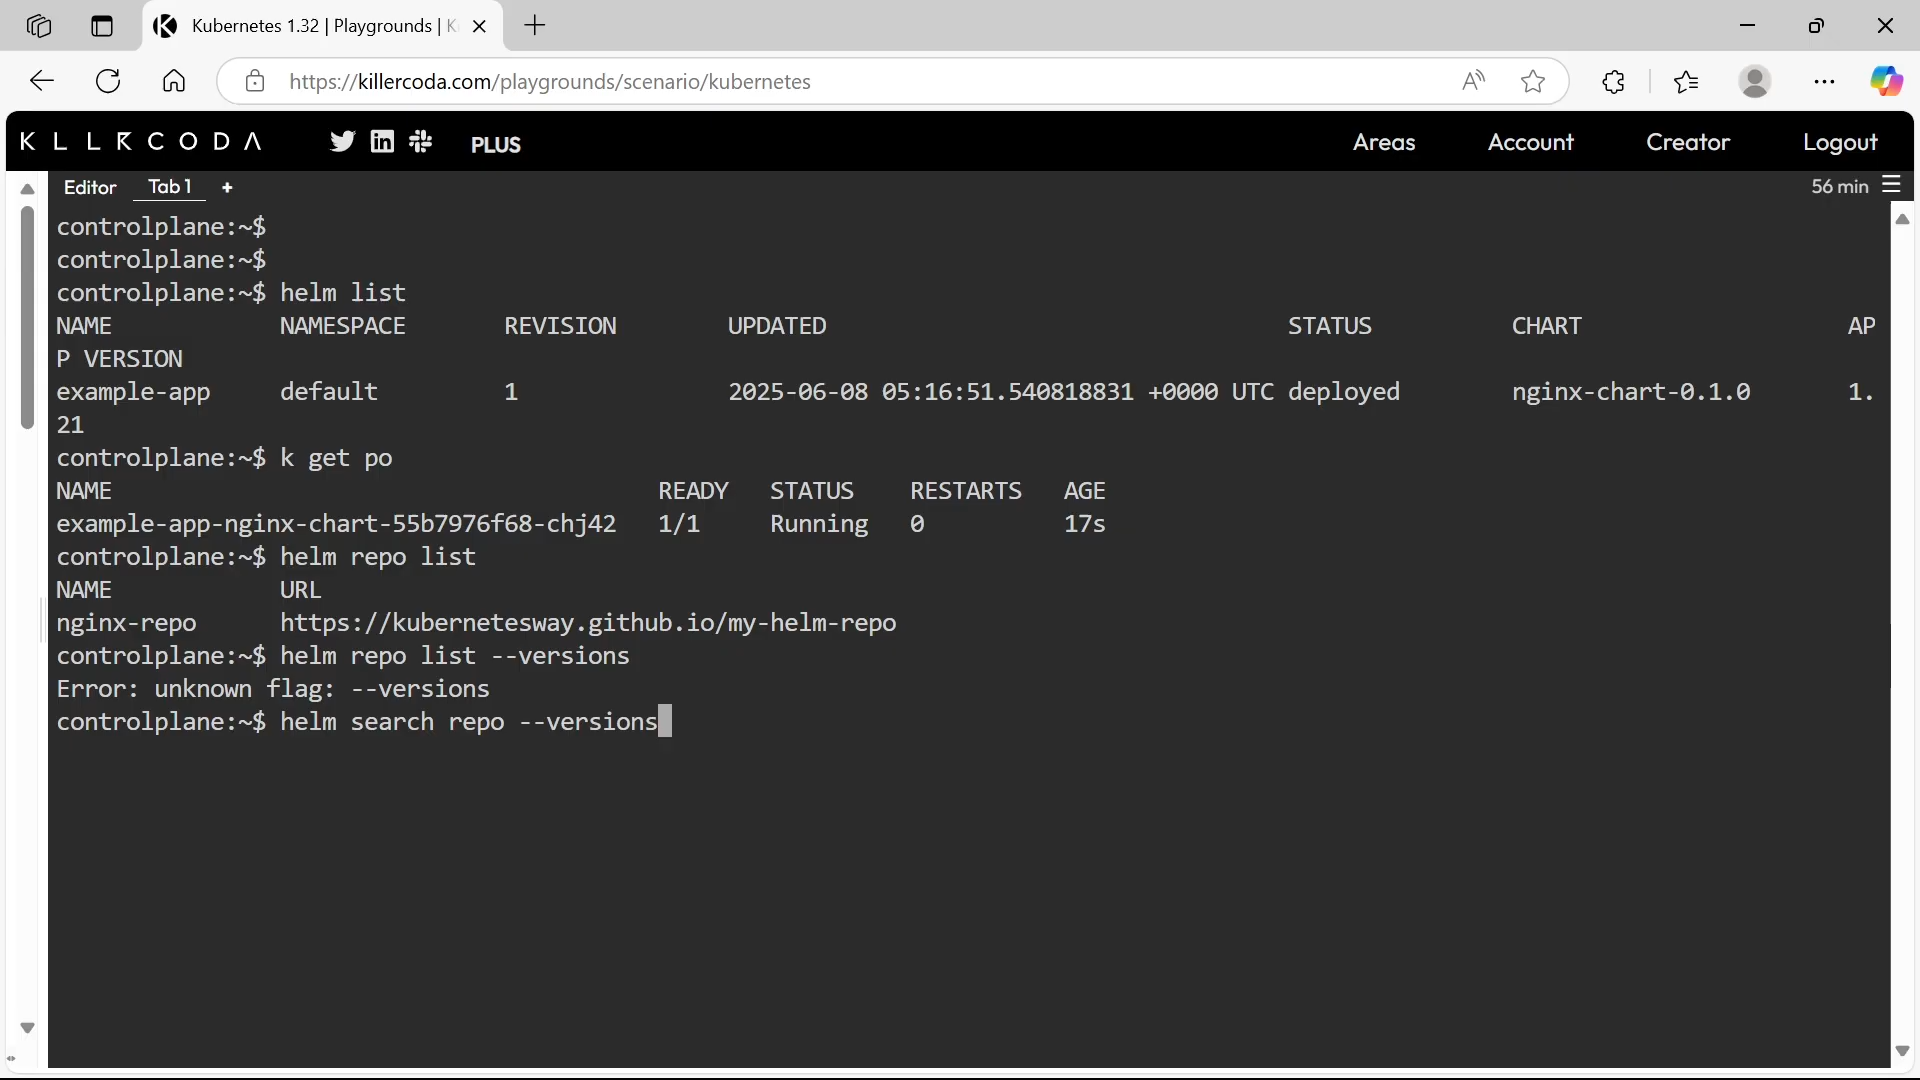 Kubernetes 1.32 | Playgrounds | K
https://killercoda.com/playgrounds/scenario/kubernetes
KILLERCODA PLUS Areas Account Creator Logout
Editor Tab 1 + 56 min
controlplane:~$
controlplane:~$
controlplane:~$ helm list
NAME NAMESPACE REVISION UPDATED STATUS CHART AP
P VERSION
example-app default 1 2025-06-08 05:16:51.540818831 +0000 UTC deployed nginx-chart-0.1.0 1.
21
controlplane:~$ k get po
NAME READY STATUS RESTARTS AGE
example-app-nginx-chart-55b7976f68-chj42 1/1 Running 0 17s
controlplane:~$ helm repo list
NAME URL
nginx-repo https://kubernetesway.github.io/my-helm-repo
controlplane:~$ helm repo list --versions
Error: unknown flag: --versions
controlplane:~$ helm search repo --versions